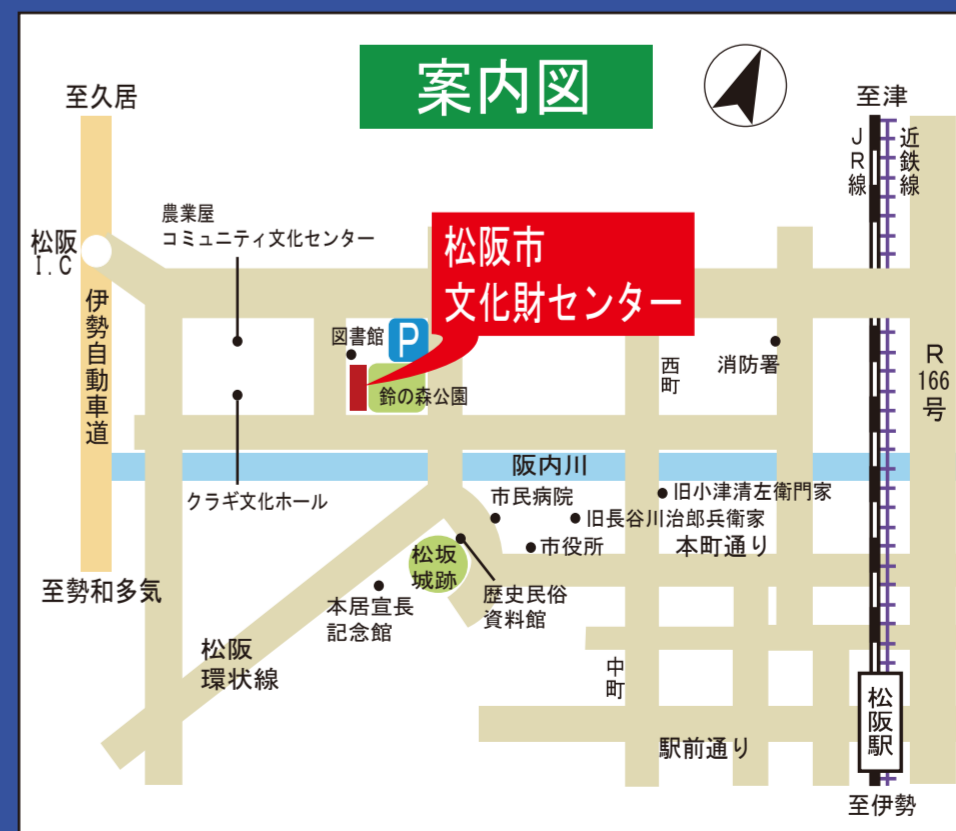 案内図
至久居
至津
JR線
近鉄線
農業屋
コミュニティ文化センター
松阪
I.C
松阪市
文化財センター
伊勢自動車道
図書館
P
鈴の森公園
西町
消防署
R
166
号
クラギ文化ホール
阪内川
市民病院
旧小津清左衛門家
旧長谷川治郎兵衛家
市役所
本町通り
松坂
城跡
至勢和多気
本居宣長
記念館
歴史民俗
資料館
松阪
環状線
中町
松阪駅
駅前通り
至伊勢